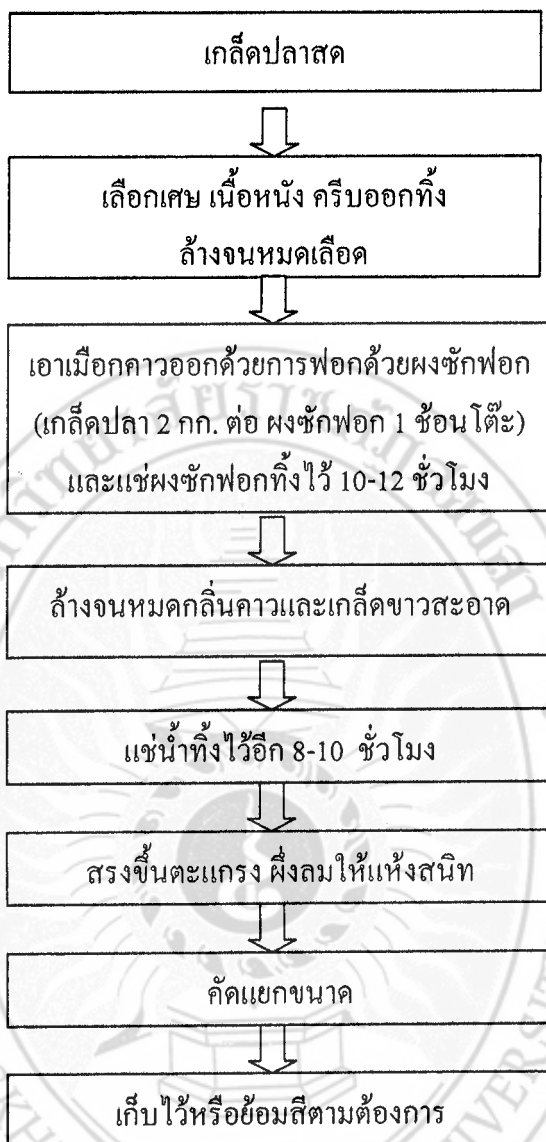 เกล็ดปลาสด
เลือกเศษ เนื้อหนัง ครีบออกทิ้ง
ล้างจนหมดเลือด
เอาเมือกคาวออกด้วยการฟอกด้วยผงซักฟอก
(เกล็ดปลา 2 กก. ต่อ ผงซักฟอก 1 ช้อนโต๊ะ)
และแช่ผงซักฟอกทิ้งไว้ 10-12 ชั่วโมง
ล้างจนหมดกลิ่นคาวและเกล็ดขาวสะอาด
แช่น้ำทิ้งไว้อีก 8-10 ชั่วโมง
สรงขึ้นตะแกรง ผึ่งลมให้แห้งสนิท
คัดแยกขนาด
เก็บไว้หรือย้อมสีตามต้องการ